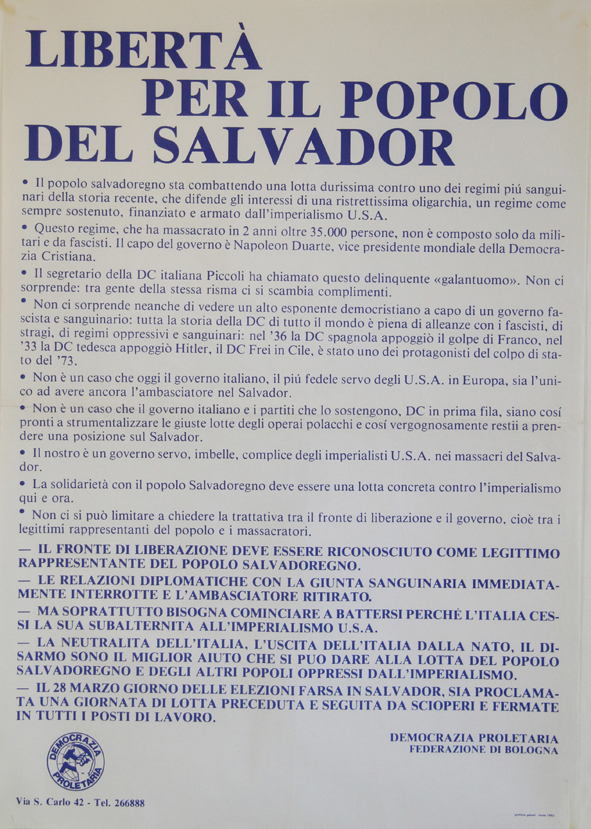 LIBERTÀ
PER IL POPOLO
DEL SALVADOR
• Il popolo salvadoregno sta combattendo una lotta durissima contro uno dei regimi piú sangui-
nari della storia recente, che difende gli interessi di una ristrettissima oligarchia, un regime come
sempre sostenuto, finanziato e armato dall'imperialismo U.S.A.
• Questo regime, che ha massacrato in 2 anni oltre 35.000 persone, non è composto solo da mili-
tari e da fascisti. Il capo del governo è Napoleon Duarte, vice presidente mondiale della Democra-
zia Cristiana.
• Il segretario della DC italiana Piccoli ha chiamato questo delinquente «galantuomo». Non ci
sorprende: tra gente della stessa risma ci si scambia complimenti.
• Non ci sorprende neanche di vedere un alto esponente democristiano a capo di un governo fa-
scista e sanguinario: tutta la storia della DC di tutto il mondo è piena di alleanze con i fascisti, di
stragi, di regimi oppressivi e sanguinari: nel '36 la DC spagnola appoggiò il golpe di Franco, nel
'33 la DC tedesca appoggiò Hitler, il DC Frei in Cile, è stato uno dei protagonisti del colpo di sta-
to del '73.
• Non è un caso che oggi il governo italiano, il piú fedele servo degli U.S.A. in Europa, sia l'uni-
co ad avere ancora l'ambasciatore nel Salvador.
• Non è un caso che il governo italiano e i partiti che lo sostengono, DC in prima fila, siano cosí
pronti a strumentalizzare le giuste lotte degli operai polacchi e cosí vergognosamente restii a pren-
dere una posizione sul Salvador.
• Il nostro è un governo servo, imbelle, complice degli imperialisti U.S.A. nei massacri del Salva-
dor.
• La solidarietà con il popolo Salvadoregno deve essere una lotta concreta contro l'imperialismo
qui e ora.
• Non ci si può limitare a chiedere la trattativa tra il fronte di liberazione e il governo, cioè tra i
legittimi rappresentanti del popolo e i massacratori.
— IL FRONTE DI LIBERAZIONE DEVE ESSERE RICONOSCIUTO COME LEGITTIMO
RAPPRESENTANTE DEL POPOLO SALVADOREGNO.
— LE RELAZIONI DIPLOMATICHE CON LA GIUNTA SANGUINARIA IMMEDIATA-
MENTE INTERROTTE E L'AMBASCIATORE RITIRATO.
— MA SOPRATTUTTO BISOGNA COMINCIARE A BATTERSI PERCHÉ L'ITALIA CES-
SI LA SUA SUBALTERNITA ALL'IMPERIALISMO U.S.A.
— LA NEUTRALITA DELL'ITALIA, L'USCITA DELL'ITALIA DALLA NATO, IL DI-
SARMO SONO IL MIGLIOR AIUTO CHE SI PUO DARE ALLA LOTTA DEL POPOLO
SALVADOREGNO E DEGLI ALTRI POPOLI OPPRESSI DALL'IMPERIALISMO.
— IL 28 MARZO GIORNO DELLE ELEZIONI FARSA IN SALVADOR, SIA PROCLAMA-
TA UNA GIORNATA DI LOTTA PRECEDUTA E SEGUITA DA SCIOPERI E FERMATE
IN TUTTI I POSTI DI LAVORO.
DEMOCRAZIA PROLETARIA
FEDERAZIONE DI BOLOGNA
DEMOCRAZIA
PROLETARIA
Via S. Carlo 42 - Tel. 266888